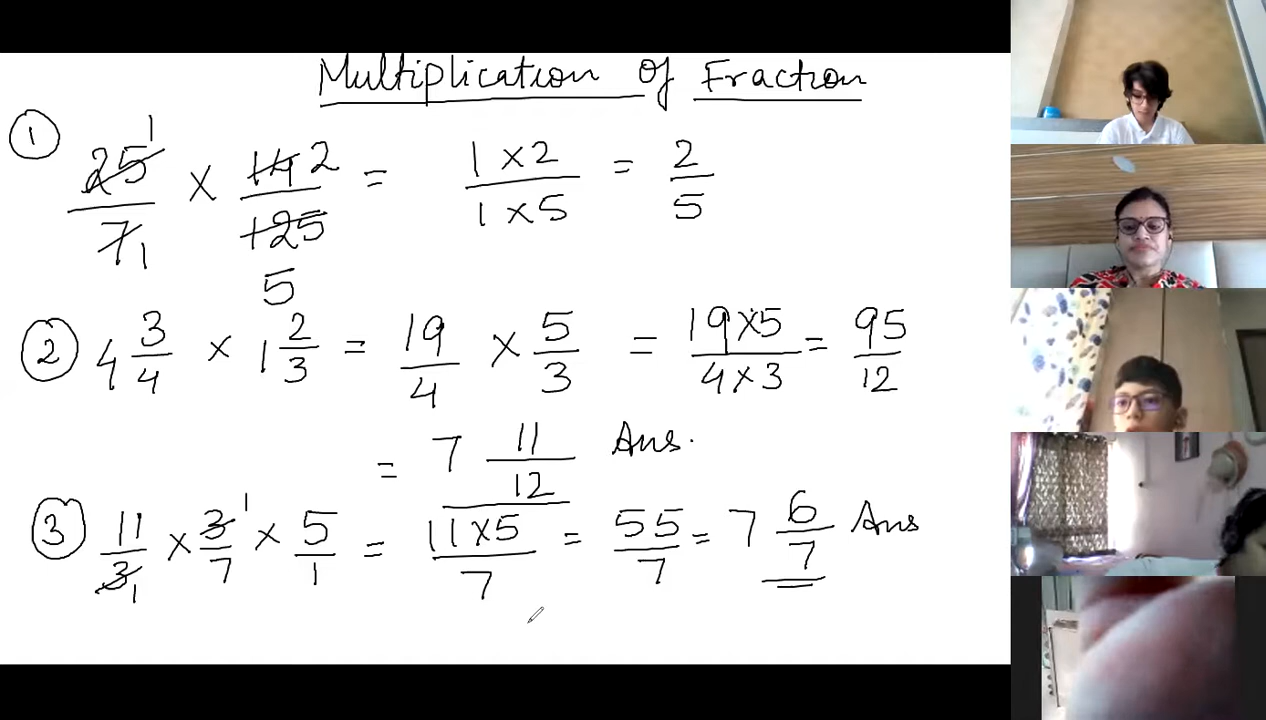 Multiplication of Fraction
① 25/7 × 14/125 = (1 × 2)/(1 × 5) = 2/5
1 1 2 5
② 4 3/4 × 1 2/3 = 19/4 × 5/3 = (19×5)/(4×3) = 95/12
= 7 11/12 Ans.
③ 11/3 × 3/7 × 5/1 = (11×5)/7 = 55/7 = 7 6/7 Ans
1 1